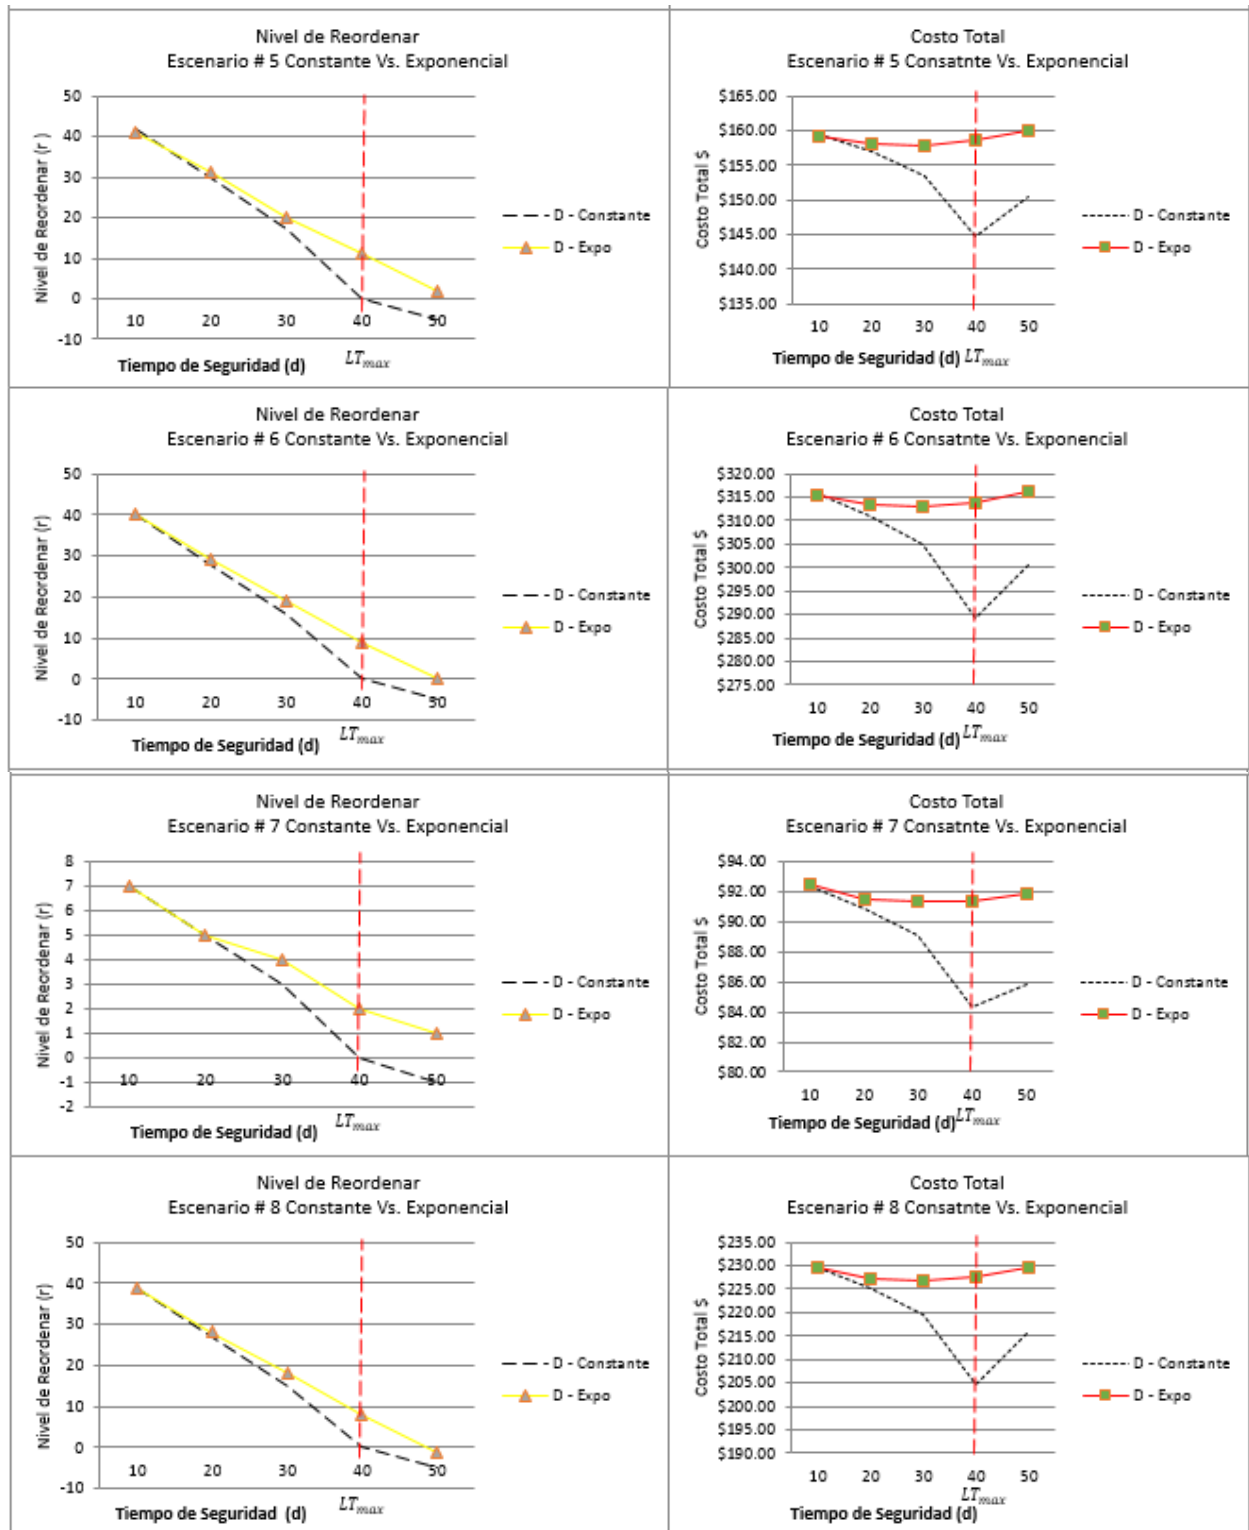 Nivel de Reordenar
Escenario # 5 Constante Vs. Exponencial
Nivel de Reordenar (r)
50
40
30
20
10
0
-10
10 20 30 40 50
Tiempo de Seguridad (d)
LTmax
D - Constante
D - Expo
Costo Total
Escenario # 5 Consatnte Vs. Exponencial
Costo Total $
$165.00
$160.00
$155.00
$150.00
$145.00
$140.00
$135.00
10 20 30 40 50
Tiempo de Seguridad (d) LTmax
D - Constante
D - Expo
Nivel de Reordenar
Escenario # 6 Constante Vs. Exponencial
Nivel de Reordenar (r)
50
40
30
20
10
0
-10
10 20 30 40 50
Tiempo de Seguridad (d)
LTmax
D - Constante
D - Expo
Costo Total
Escenario # 6 Consatnte Vs. Exponencial
Costo Total $
$320.00
$315.00
$310.00
$305.00
$300.00
$295.00
$290.00
$285.00
$280.00
$275.00
10 20 30 40 50
Tiempo de Seguridad (d) LTmax
D - Constante
D - Expo
Nivel de Reordenar
Escenario # 7 Constante Vs. Exponencial
Nivel de Reordenar (r)
8
7
6
5
4
3
2
1
0
-1
-2
10 20 30 40 50
Tiempo de Seguridad (d)
LTmax
D - Constante
D - Expo
Costo Total
Escenario # 7 Consatnte Vs. Exponencial
Costo Total $
$94.00
$92.00
$90.00
$88.00
$86.00
$84.00
$82.00
$80.00
10 20 30 40 50
Tiempo de Seguridad (d) LTmax
D - Constante
D - Expo
Nivel de Reordenar
Escenario # 8 Constante Vs. Exponencial
Nivel de Reordenar (r)
50
40
30
20
10
0
-10
10 20 30 40 50
Tiempo de Seguridad (d)
LTmax
D - Constante
D - Expo
Costo Total
Escenario # 8 Consatnte Vs. Exponencial
Costo Total $
$235.00
$230.00
$225.00
$220.00
$215.00
$210.00
$205.00
$200.00
$195.00
$190.00
10 20 30 40 50
LTmax
Tiempo de Seguridad (d)
D - Constante
D - Expo